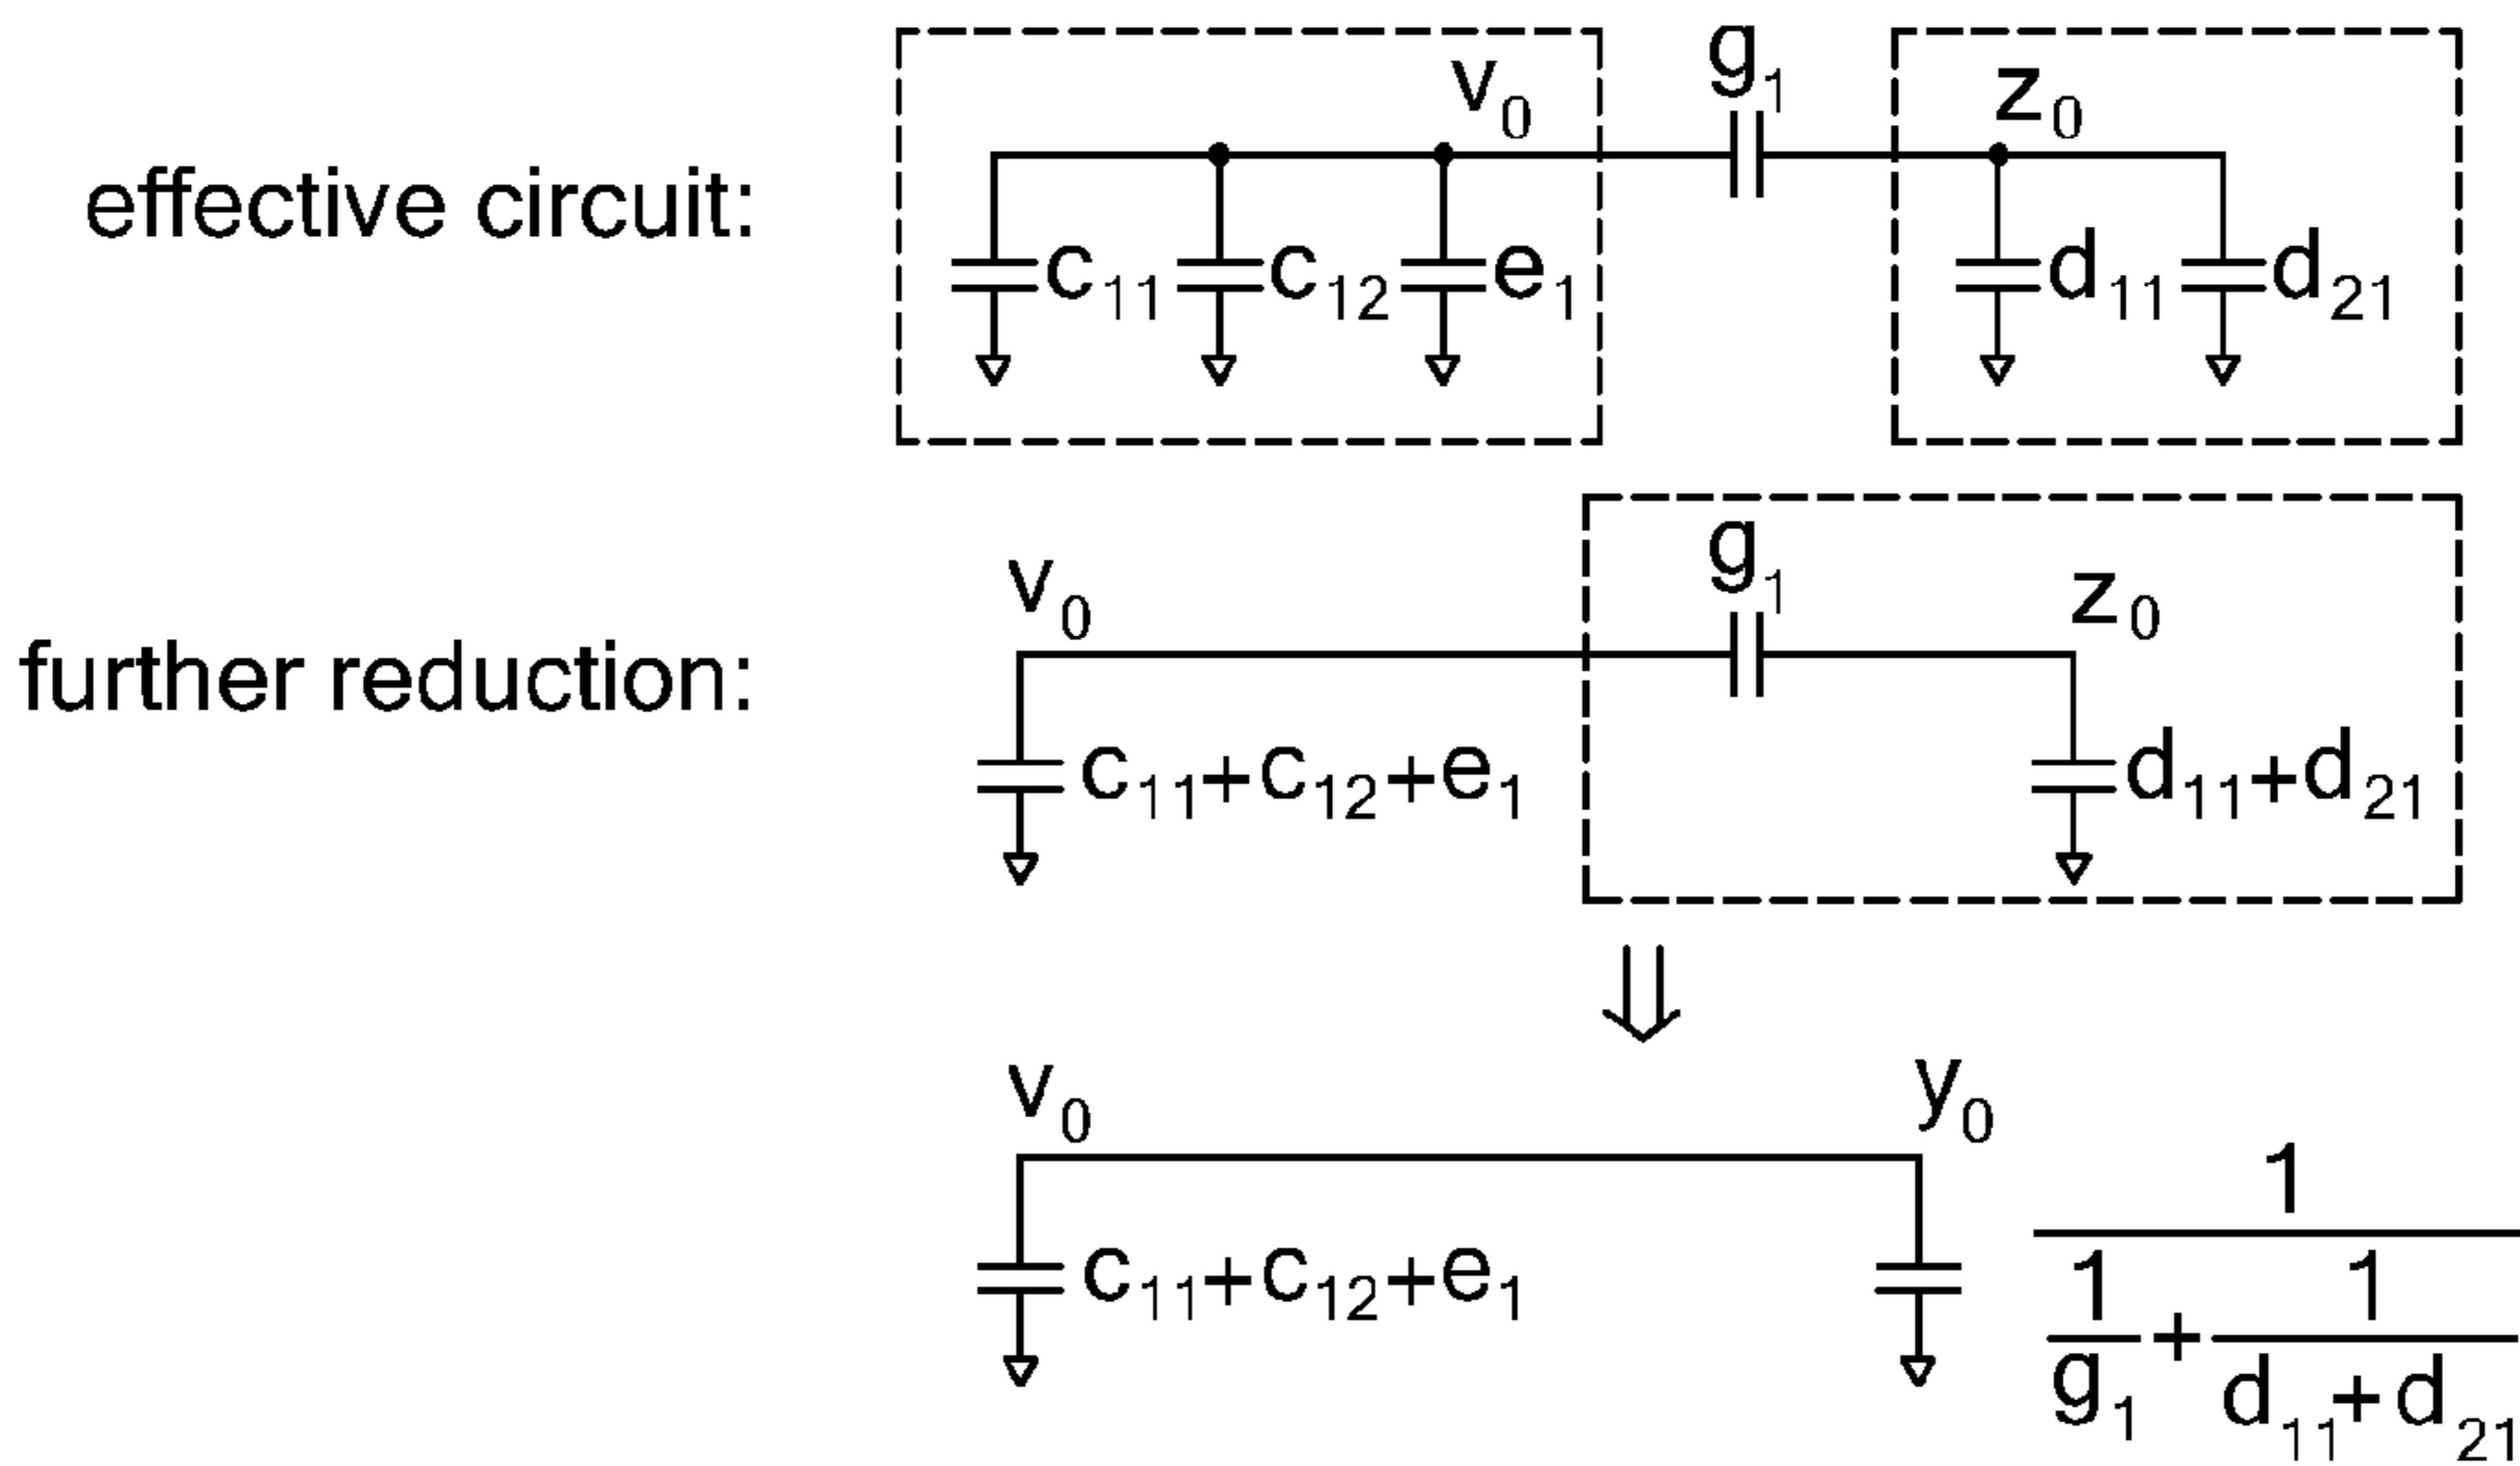 v₀ g₁ z₀
effective circuit:
c₁₁ c₁₂ e₁ d₁₁ d₂₁
v₀ g₁ z₀
further reduction:
c₁₁+c₁₂+e₁ d₁₁+d₂₁
⇓
v₀ y₀
1
c₁₁+c₁₂+e₁ 1 + 1
g₁ d₁₁+d₂₁